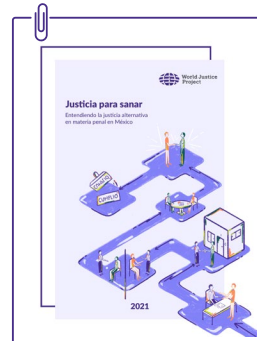 World Justice
Project
Justicia para sanar
Entendiendo la justicia alternativa
en materia penal en México
2021